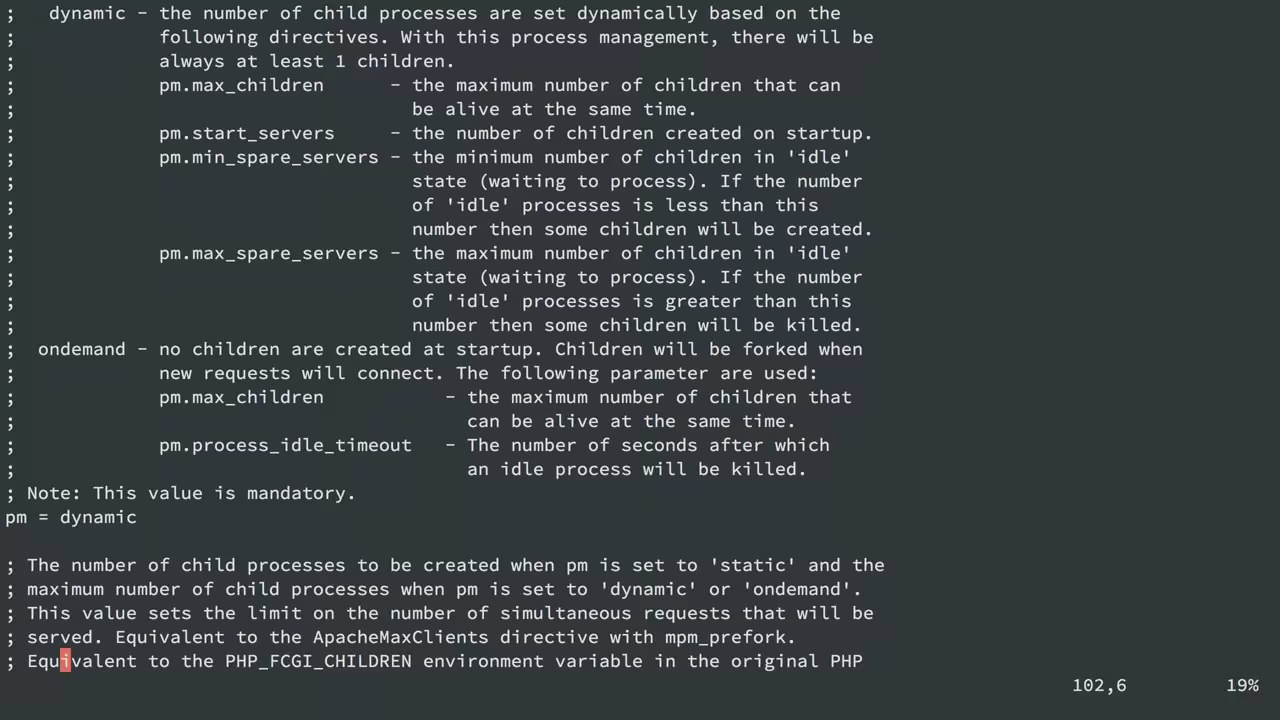 ;   dynamic - the number of child processes are set dynamically based on the
;             following directives. With this process management, there will be
;             always at least 1 children.
;             pm.max_children      - the maximum number of children that can
;                                    be alive at the same time.
;             pm.start_servers     - the number of children created on startup.
;             pm.min_spare_servers - the minimum number of children in 'idle'
;                                    state (waiting to process). If the number
;                                    of 'idle' processes is less than this
;                                    number then some children will be created.
;             pm.max_spare_servers - the maximum number of children in 'idle'
;                                    state (waiting to process). If the number
;                                    of 'idle' processes is greater than this
;                                    number then some children will be killed.
;  ondemand - no children are created at startup. Children will be forked when
;             new requests will connect. The following parameter are used:
;             pm.max_children           - the maximum number of children that
;                                         can be alive at the same time.
;             pm.process_idle_timeout   - The number of seconds after which
;                                         an idle process will be killed.
; Note: This value is mandatory.
pm = dynamic

; The number of child processes to be created when pm is set to 'static' and the
; maximum number of child processes when pm is set to 'dynamic' or 'ondemand'.
; This value sets the limit on the number of simultaneous requests that will be
; served. Equivalent to the ApacheMaxClients directive with mpm_prefork.
; Equivalent to the PHP_FCGI_CHILDREN environment variable in the original PHP
102,6         19%